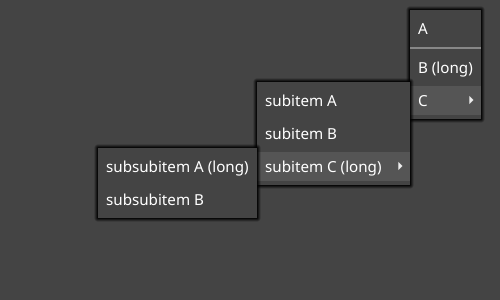 A
B (long)
C
subitem A
subitem B
subitem C (long)
subsubitem A (long)
subsubitem B